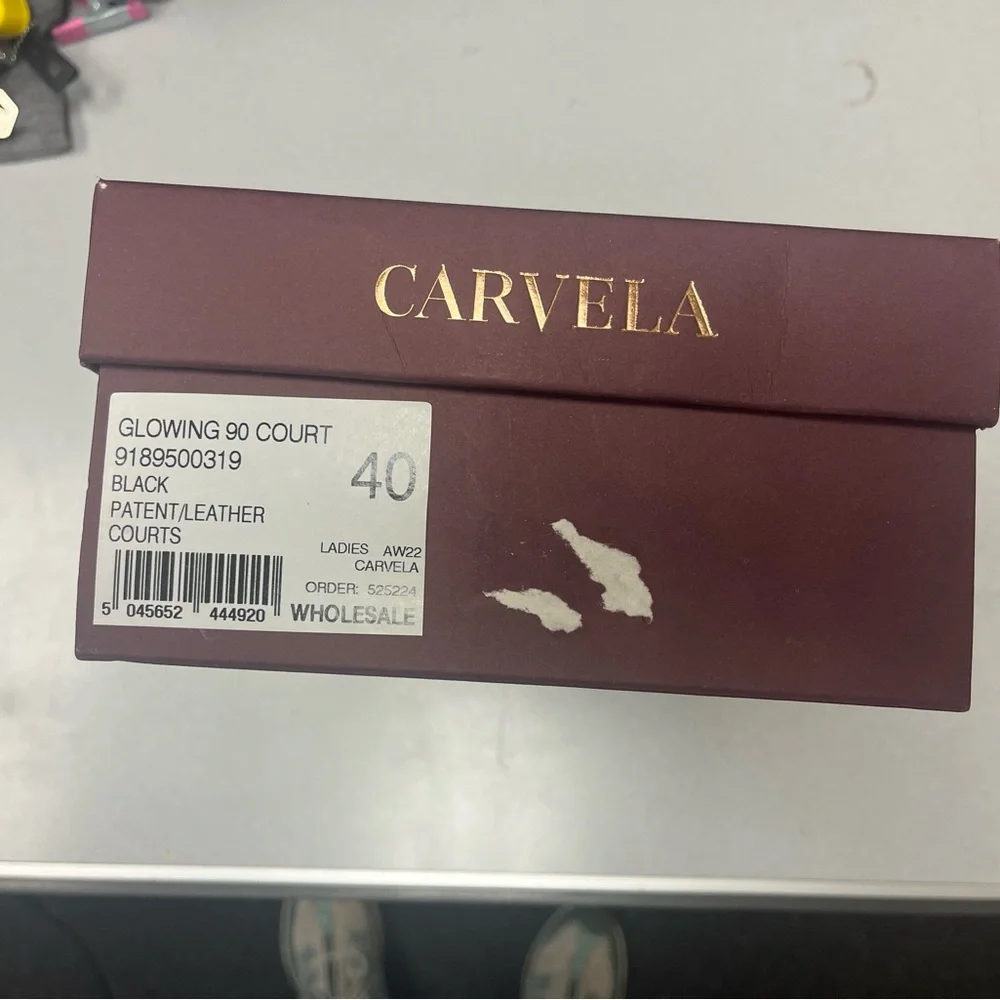 CARVELA
GLOWING 90 COURT
9189500319
40
BLACK
PATENT/LEATHER
COURTS
LADIES AW22
CARVELA
ORDER: 525224
WHOLESALE
5 045652 444920